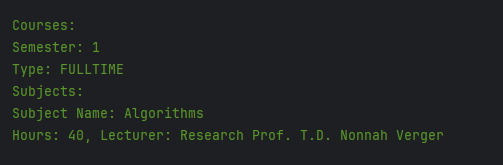 Courses:
Semester: 1
Type: FULLTIME
Subjects:
Subject Name: Algorithms
Hours: 40, Lecturer: Research Prof. T.D. Nonnah Verger